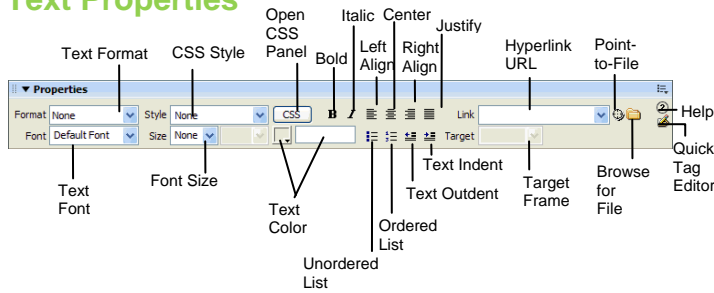 Text Properties
Open
CSS
Panel
Italic
Center
Justify
Text Format
CSS Style
Bold
Left
Align
Right
Align
Hyperlink
URL
Point-
to-File
Properties
Format
None
Style
None
CSS
B
I
Link
Help
Font
Default Font
Size
None
Target
Quick
Tag
Editor
Text
Font
Font Size
Text
Color
Unordered
List
Ordered
List
Text Outdent
Text Indent
Target
Frame
Browse
for
File